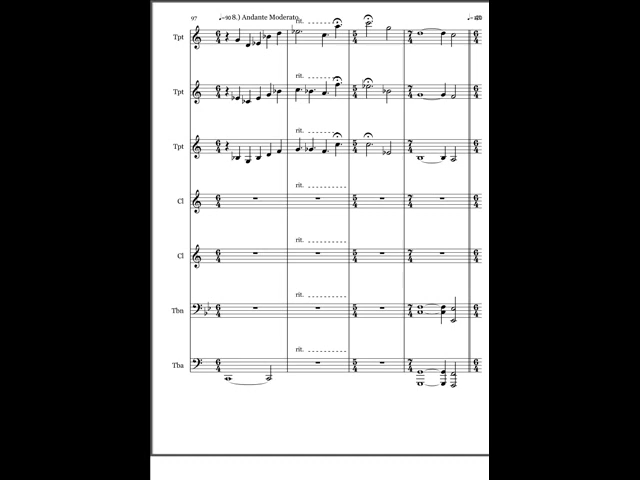 97 ♩=90 8.) Andante Moderato
rit.
Tpt
rit.
Tpt
rit.
Tpt
rit.
Cl
rit.
Cl
rit.
Tbn
rit.
Tba